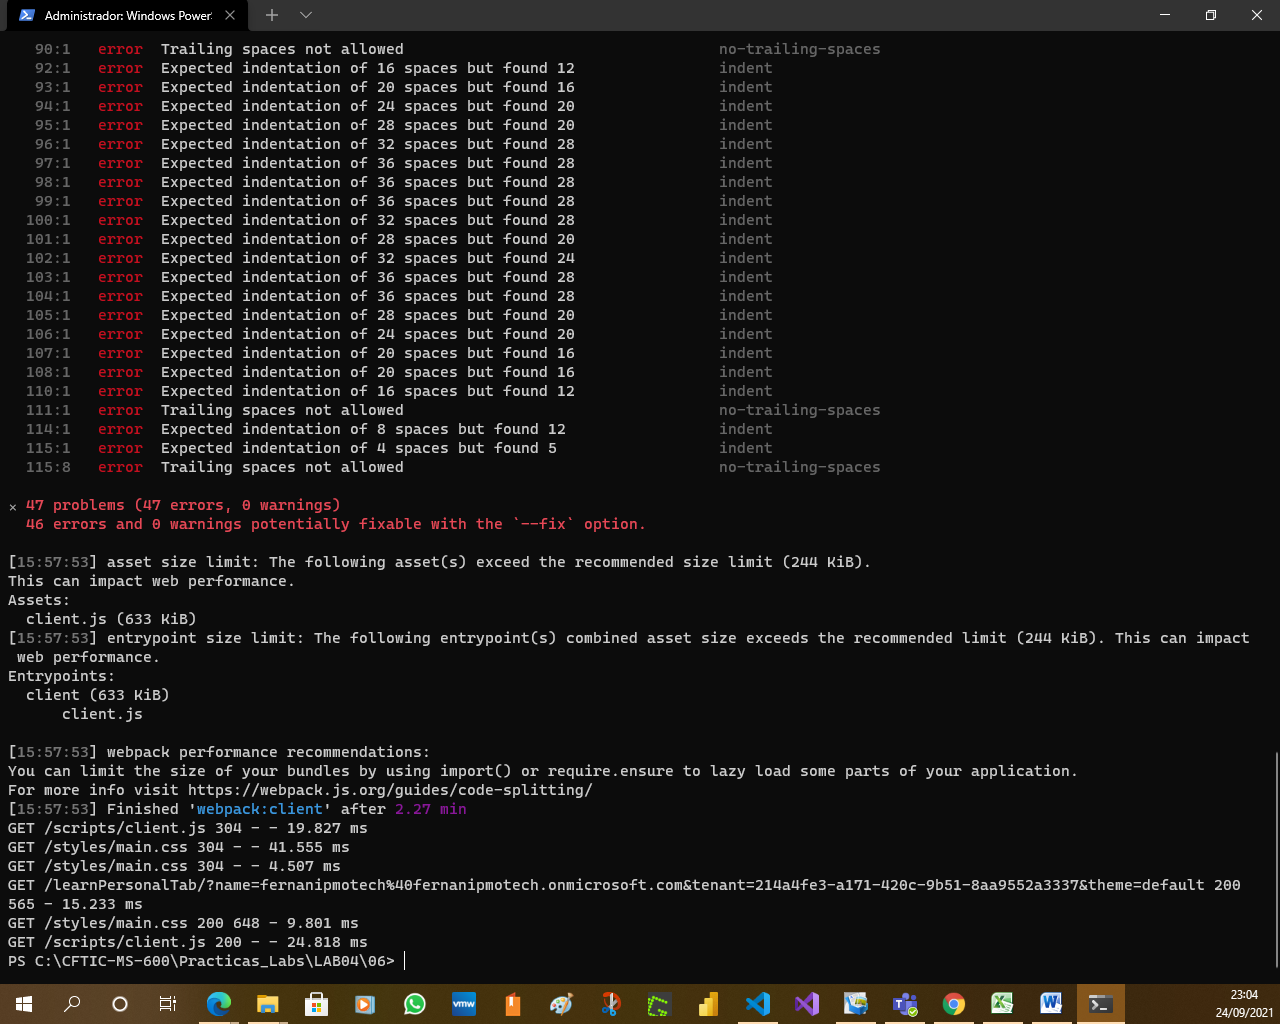 Administrador: Windows Power
90:1 error Trailing spaces not allowed no-trailing-spaces
92:1 error Expected indentation of 16 spaces but found 12 indent
93:1 error Expected indentation of 20 spaces but found 16 indent
94:1 error Expected indentation of 24 spaces but found 20 indent
95:1 error Expected indentation of 28 spaces but found 20 indent
96:1 error Expected indentation of 32 spaces but found 28 indent
97:1 error Expected indentation of 36 spaces but found 28 indent
98:1 error Expected indentation of 36 spaces but found 28 indent
99:1 error Expected indentation of 36 spaces but found 28 indent
100:1 error Expected indentation of 32 spaces but found 28 indent
101:1 error Expected indentation of 28 spaces but found 20 indent
102:1 error Expected indentation of 32 spaces but found 24 indent
103:1 error Expected indentation of 36 spaces but found 28 indent
104:1 error Expected indentation of 36 spaces but found 28 indent
105:1 error Expected indentation of 28 spaces but found 20 indent
106:1 error Expected indentation of 24 spaces but found 20 indent
107:1 error Expected indentation of 20 spaces but found 16 indent
108:1 error Expected indentation of 20 spaces but found 16 indent
110:1 error Expected indentation of 16 spaces but found 12 indent
111:1 error Trailing spaces not allowed no-trailing-spaces
114:1 error Expected indentation of 8 spaces but found 12 indent
115:1 error Expected indentation of 4 spaces but found 5 indent
115:8 error Trailing spaces not allowed no-trailing-spaces
× 47 problems (47 errors, 0 warnings)
46 errors and 0 warnings potentially fixable with the `--fix` option.
[15:57:53] asset size limit: The following asset(s) exceed the recommended size limit (244 KiB).
This can impact web performance.
Assets:
client.js (633 KiB)
[15:57:53] entrypoint size limit: The following entrypoint(s) combined asset size exceeds the recommended limit (244 KiB). This can impact
web performance.
Entrypoints:
client (633 KiB)
client.js
[15:57:53] webpack performance recommendations:
You can limit the size of your bundles by using import() or require.ensure to lazy load some parts of your application.
For more info visit https://webpack.js.org/guides/code-splitting/
[15:57:53] Finished 'webpack:client' after 2.27 min
GET /scripts/client.js 304 - - 19.827 ms
GET /styles/main.css 304 - - 41.555 ms
GET /styles/main.css 304 - - 4.507 ms
GET /learnPersonalTab/?name=fernanipmotech%40fernanipmotech.onmicrosoft.com&tenant=214a4fe3-a171-420c-9b51-8aa9552a3337&theme=default 200
565 - 15.233 ms
GET /styles/main.css 200 648 - 9.801 ms
GET /scripts/client.js 200 - - 24.818 ms
PS C:\CFTIC-MS-600\Practicas_Labs\LAB04\06>
vmw
23:04
24/09/2021